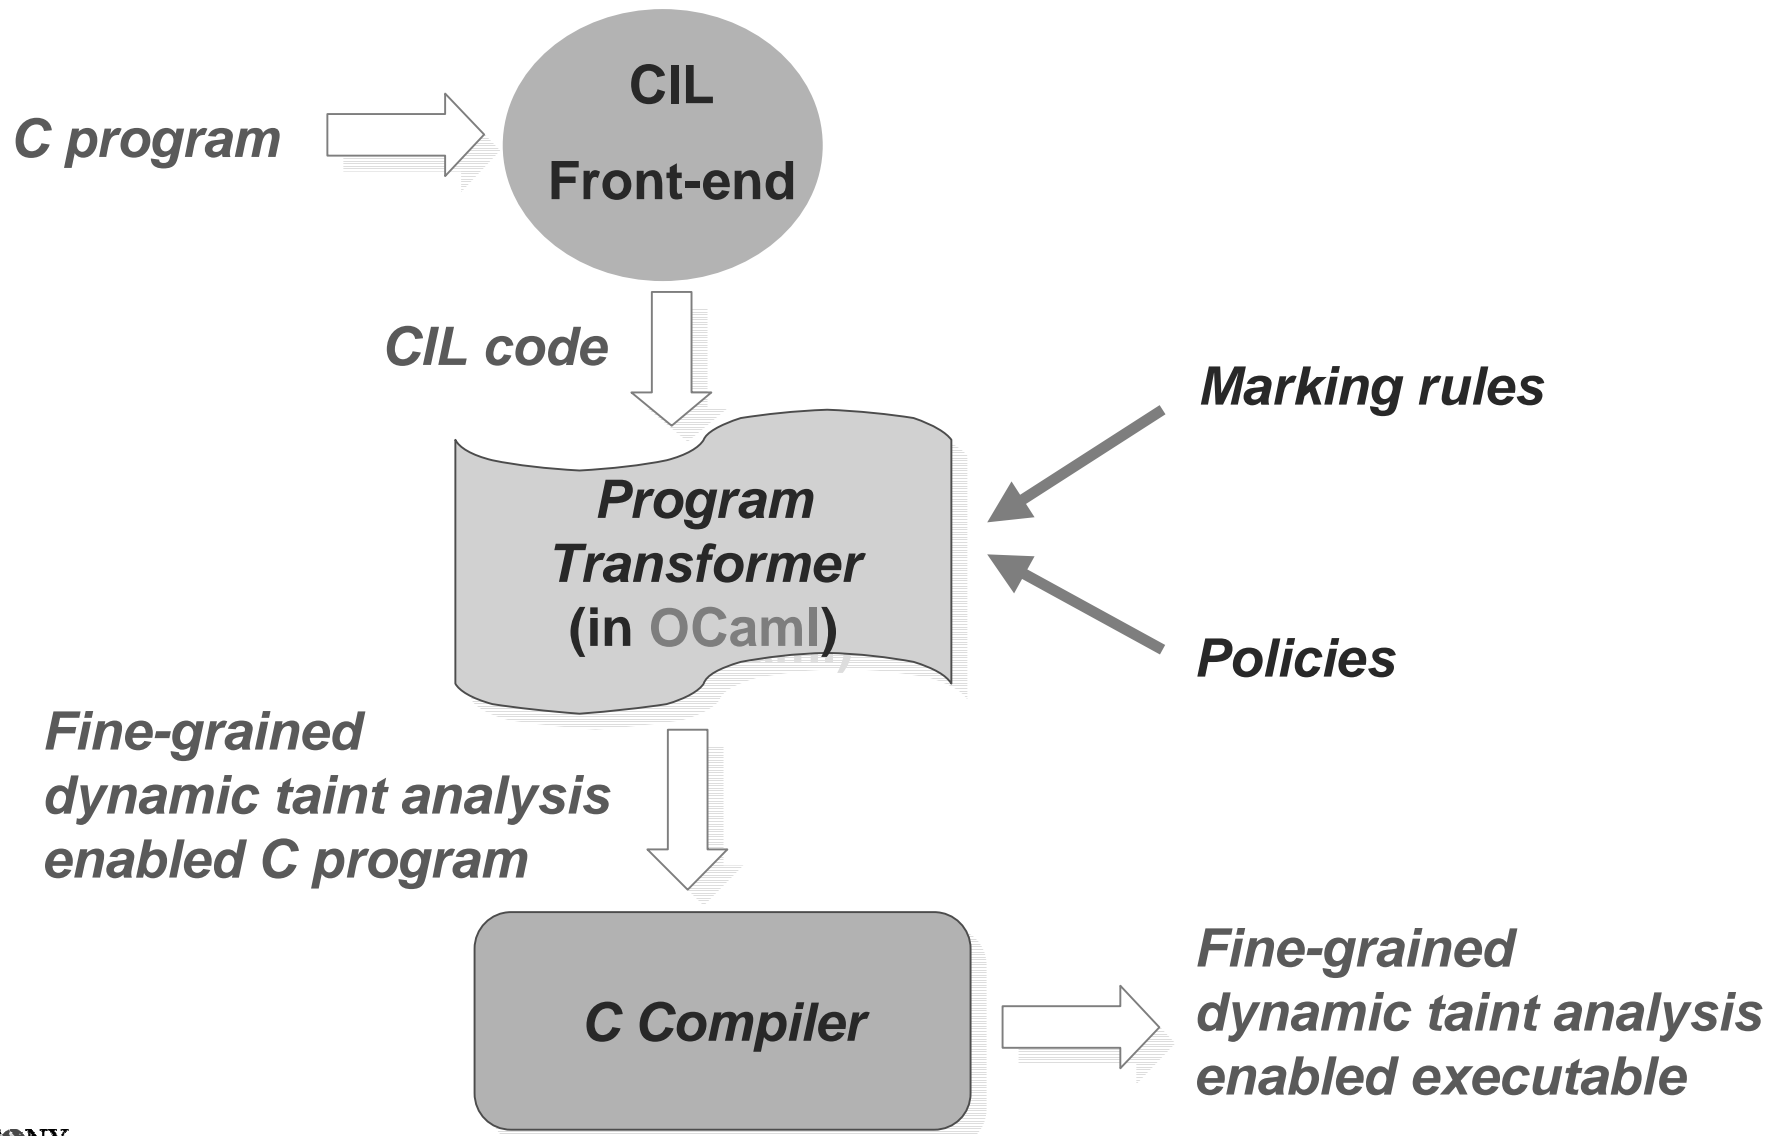 CIL
Front-end
C program
CIL code
Marking rules
Program
Transformer
(in OCaml)
Policies
Fine-grained
dynamic taint analysis
enabled C program
C Compiler
Fine-grained
dynamic taint analysis
enabled executable